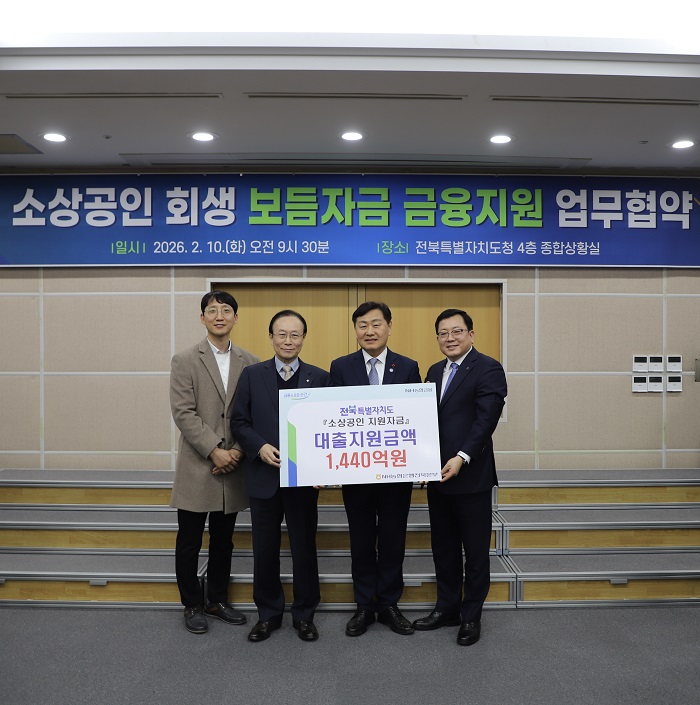 소상공인 회생 보듬자금 금융지원 업무협약
일시 2026. 2. 10.(화) 오전 9시 30분 장소 전북특별자치도청 4층 종합상황실
전북특별자치도
『소상공인 지원자금』
대출지원금액
1,440억원